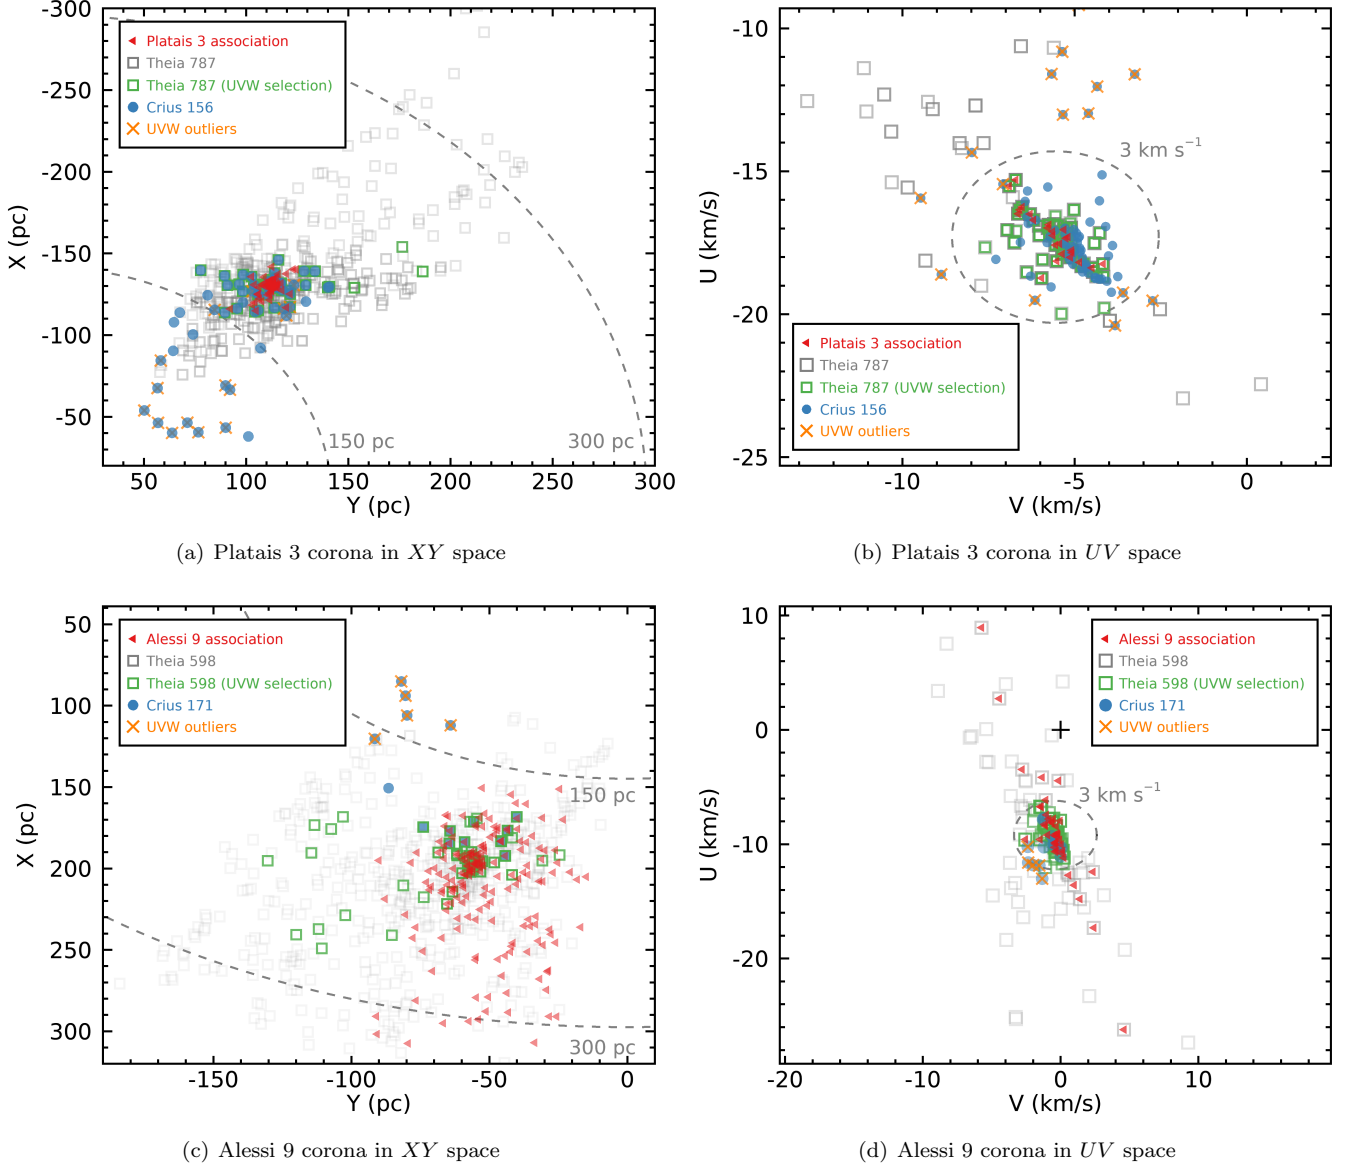 -300
-250
-200
-150
-100
-50
X (pc)
Platais 3 association
Theia 787
Theia 787 (UVW selection)
Crius 156
UVW outliers
150 pc
300 pc
50
100
150
200
250
300
Y (pc)
(a) Platais 3 corona in XY space
-10
-15
-20
-25
U (km/s)
3 km s⁻¹
Platais 3 association
Theia 787
Theia 787 (UVW selection)
Crius 156
UVW outliers
-10
-5
0
V (km/s)
(b) Platais 3 corona in UV space
50
100
150
200
250
300
X (pc)
Alessi 9 association
Theia 598
Theia 598 (UVW selection)
Crius 171
UVW outliers
150 pc
300 pc
-150
-100
-50
0
Y (pc)
(c) Alessi 9 corona in XY space
10
0
-10
-20
U (km/s)
Alessi 9 association
Theia 598
Theia 598 (UVW selection)
Crius 171
UVW outliers
3 km s⁻¹
-20
-10
0
10
V (km/s)
(d) Alessi 9 corona in UV space